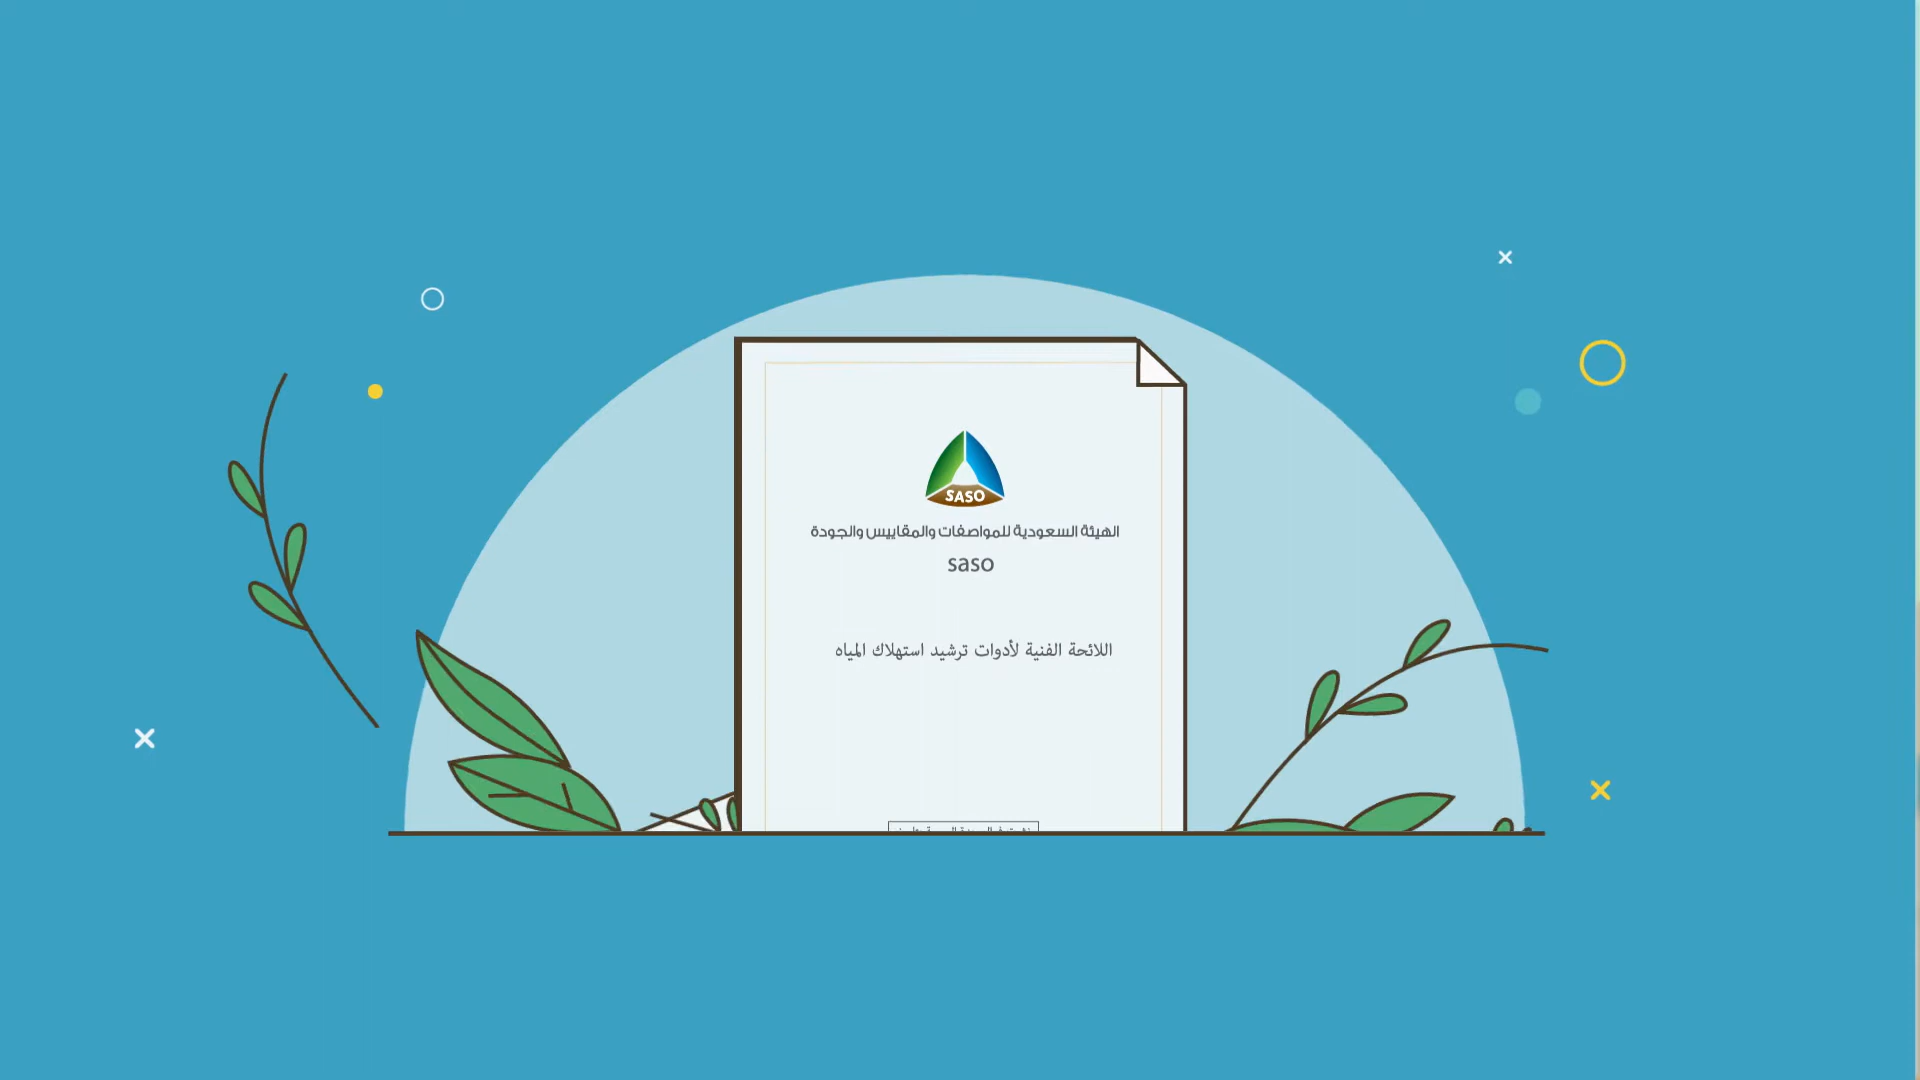 SASO
الهيئة السعودية للمواصفات والمقاييس والجودة
saso
اللائحة الفنية لأدوات ترشيد استهلاك المياه